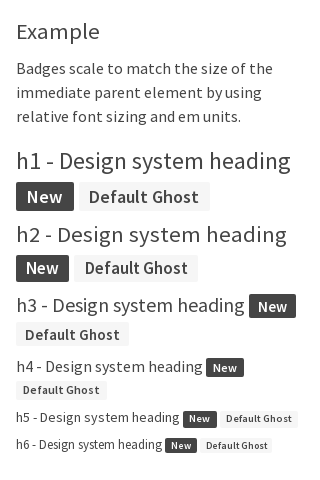 Example
Badges scale to match the size of the
immediate parent element by using
relative font sizing and em units.
h1 - Design system heading
New Default Ghost
h2 - Design system heading
New Default Ghost
h3 - Design system heading New
Default Ghost
h4 - Design system heading New
Default Ghost
h5 - Design system heading New Default Ghost
h6 - Design system heading New Default Ghost